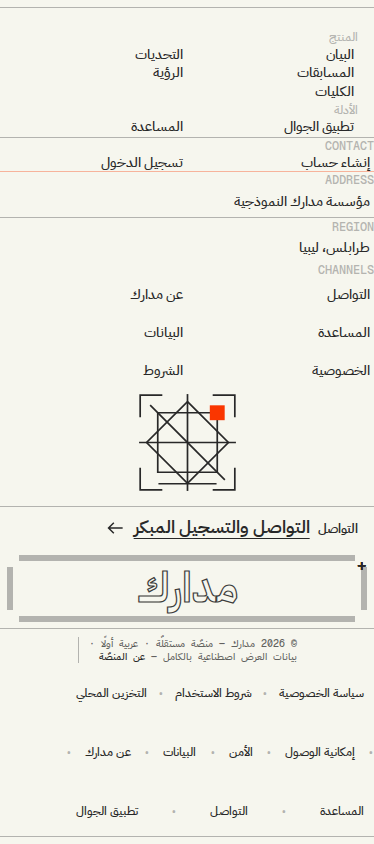 المنتج
البيان التحديات
المسابقات الرؤية
الكليات
الأدلة
تطبيق الجوال المساعدة
CONTACT
إنشاء حساب تسجيل الدخول
ADDRESS
مؤسسة مدارك النموذجية
REGION
طرابلس، ليبيا
CHANNELS
التواصل عن مدارك
المساعدة البيانات
الخصوصية الشروط
التواصل التواصل والتسجيل المبكر ←
مدارك
© 2026 مدارك — منصّة مستقلّة · عربية أولًا ·
بيانات العرض اصطناعية بالكامل — عن المنصّة
سياسة الخصوصية • شروط الاستخدام • التخزين المحلي
• إمكانية الوصول • الأمن • البيانات • عن مدارك •
المساعدة • التواصل • تطبيق الجوال